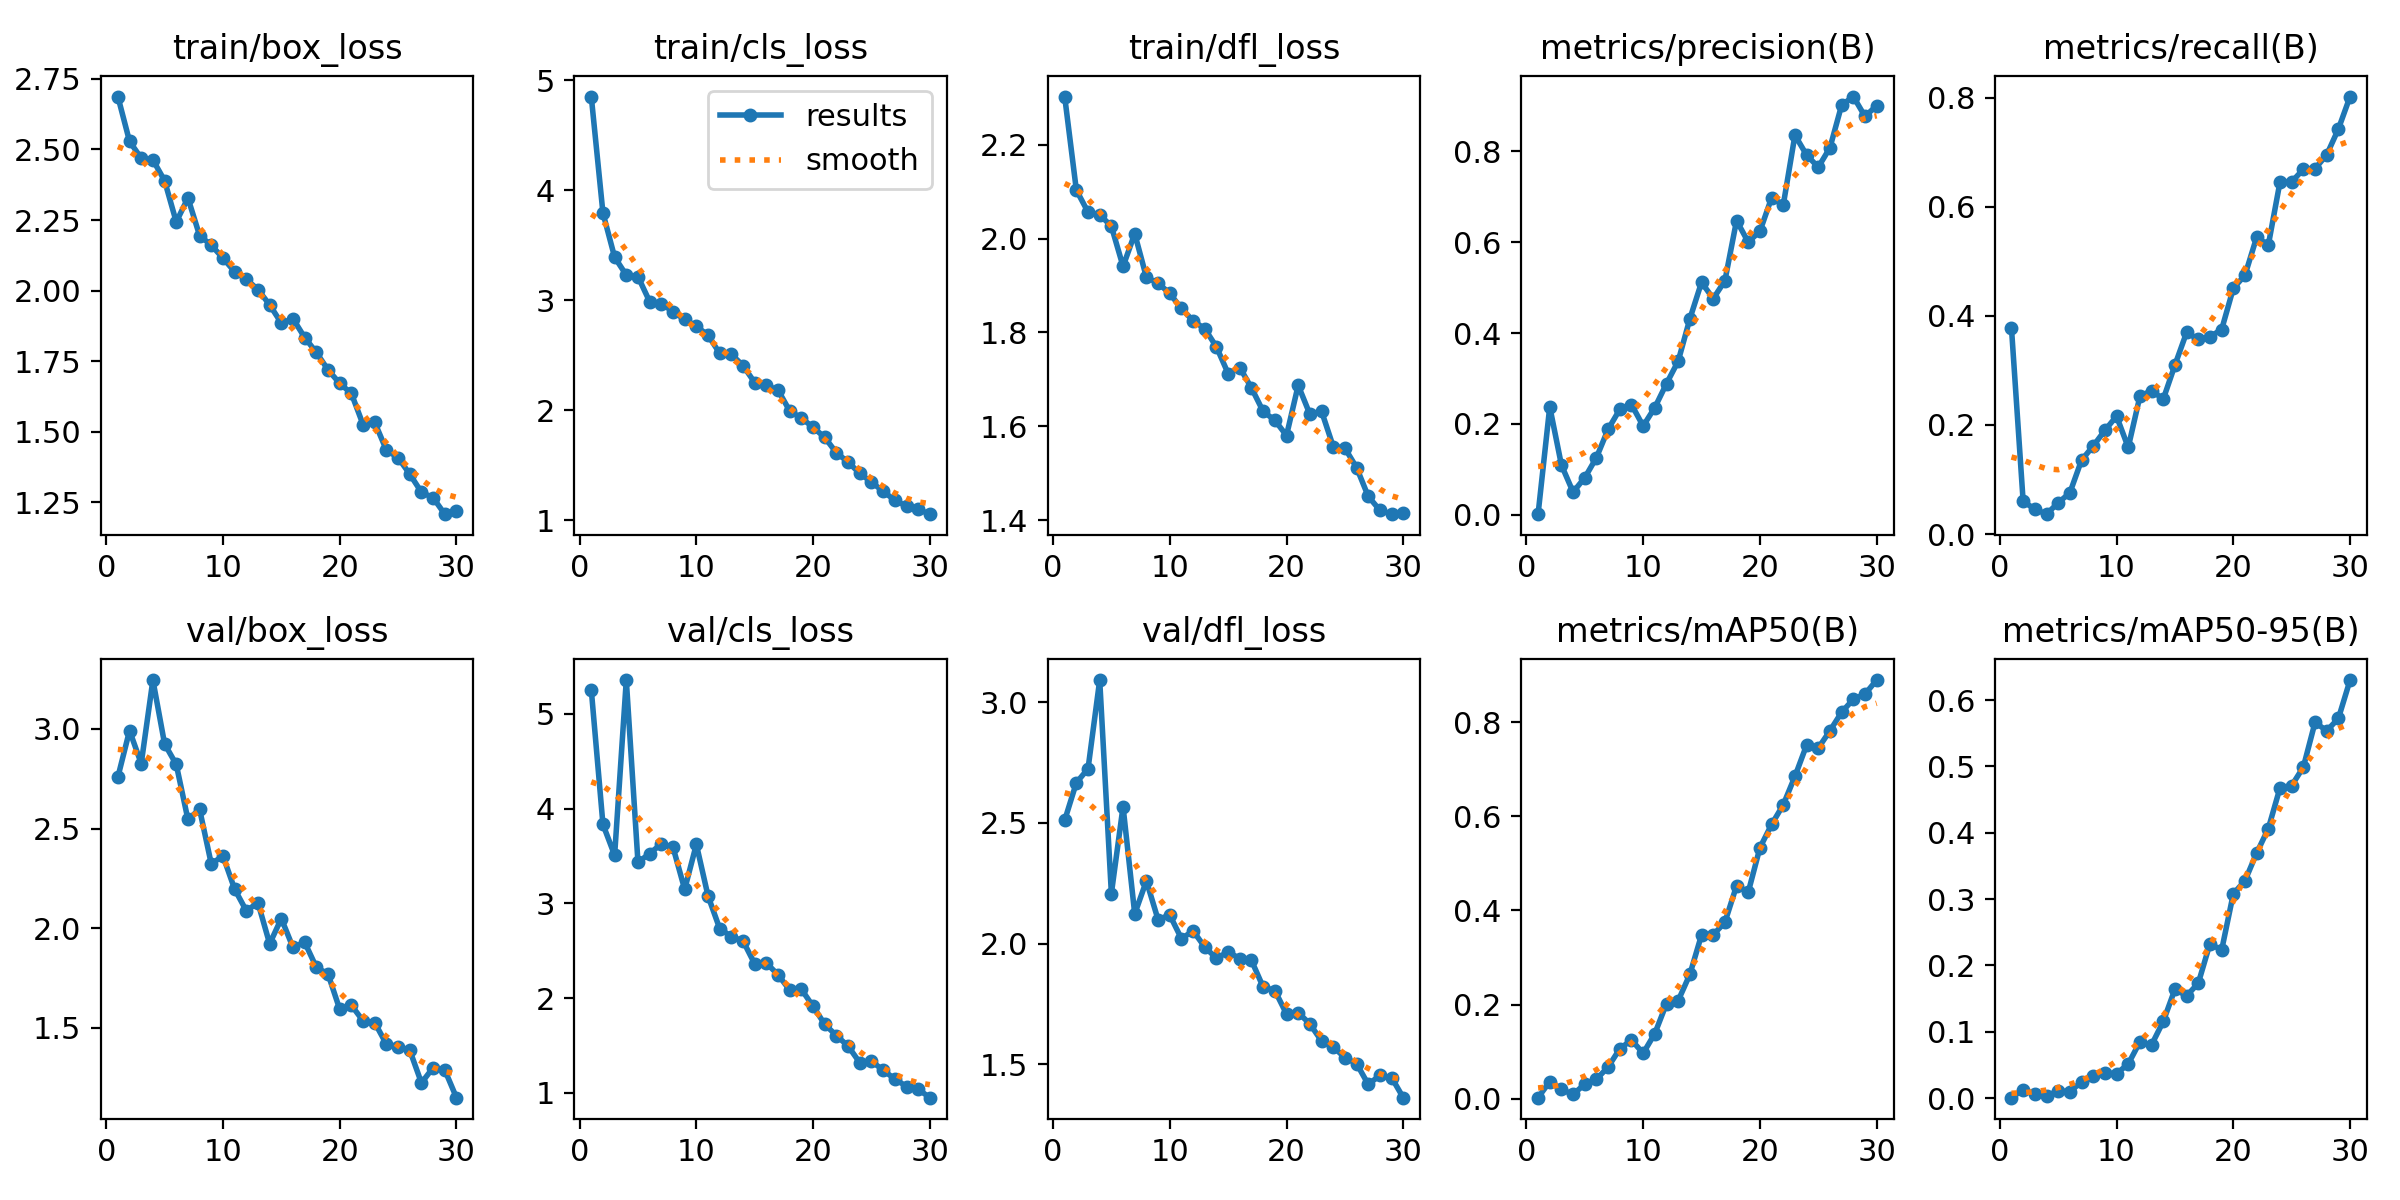 train/box_loss
2.75
2.50
2.25
2.00
1.75
1.50
1.25
0 10 20 30
train/cls_loss
results
smooth
5
4
3
2
1
0 10 20 30
train/dfl_loss
2.2
2.0
1.8
1.6
1.4
0 10 20 30
metrics/precision(B)
0.8
0.6
0.4
0.2
0.0
0 10 20 30
metrics/recall(B)
0.8
0.6
0.4
0.2
0.0
0 10 20 30
val/box_loss
3.0
2.5
2.0
1.5
0 10 20 30
val/cls_loss
5
4
3
2
1
0 10 20 30
val/dfl_loss
3.0
2.5
2.0
1.5
0 10 20 30
metrics/mAP50(B)
0.8
0.6
0.4
0.2
0.0
0 10 20 30
metrics/mAP50-95(B)
0.6
0.5
0.4
0.3
0.2
0.1
0.0
0 10 20 30